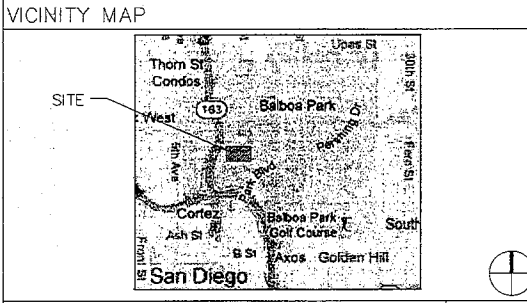 VICINITY MAP
Upas St
Thorn St
Condos
30th St
SITE
163
Balboa Park
West
Pershing Dr
5th Ave
Park Blvd
Fern St
Cortez
Balboa Park
Golf Course
South
Ash St
B St
Axos
Golden Hill
Front St
San Diego